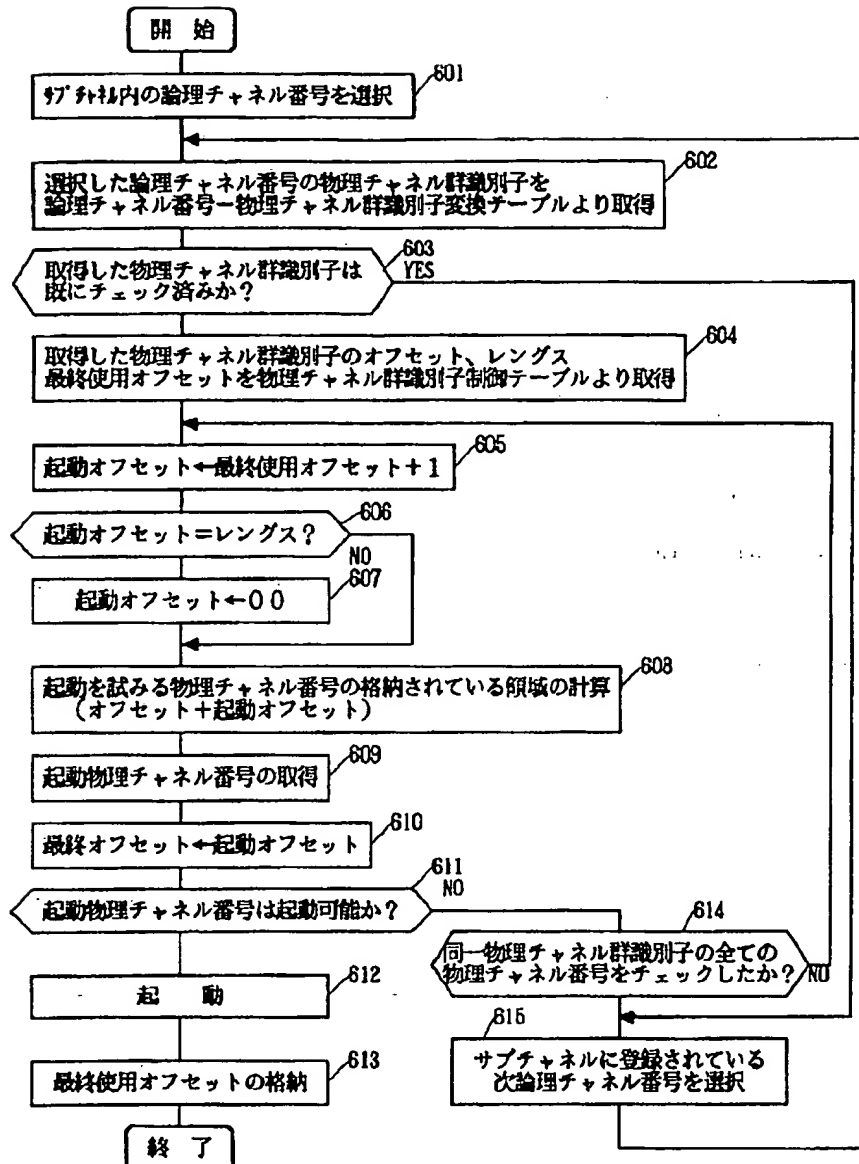 開 始
601
ｻﾌﾞﾁｬﾈﾙ内の論理チャネル番号を選択
602
選択した論理チャネル番号の物理チャネル群識別子を
論理チャネル番号ー物理チャネル群識別子変換テーブルより取得
603
取得した物理チャネル群識別子は
既にチェック済みか?
YES
604
取得した物理チャネル群識別子のオフセット、レングス
最終使用オフセットを物理チャネル群識別子制御テーブルより取得
605
起動オフセット←最終使用オフセット+1
606
起動オフセット=レングス?
NO
607
起動オフセット←00
608
起動を試みる物理チャネル番号の格納されている領域の計算
(オフセット+起動オフセット)
609
起動物理チャネル番号の取得
610
最終オフセット←起動オフセット
611
起動物理チャネル番号は起動可能か?
NO
614
同一物理チャネル群識別子の全ての
物理チャネル番号をチェックしたか?
NO
612
起 動
615
サブチャネルに登録されている
次論理チャネル番号を選択
613
最終使用オフセットの格納
終 了